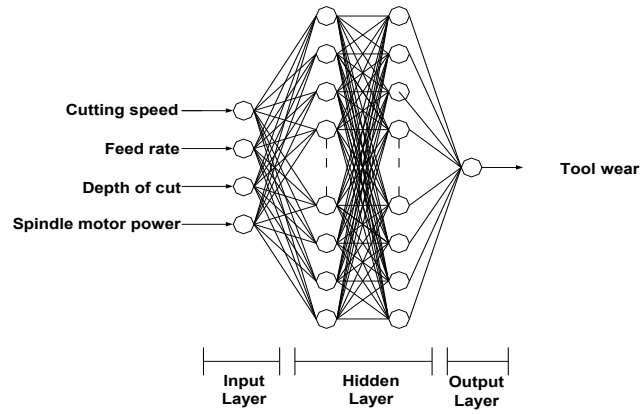 Cutting speed
Feed rate
Depth of cut
Spindle motor power
Tool wear
Input
Layer
Hidden
Layer
Output
Layer